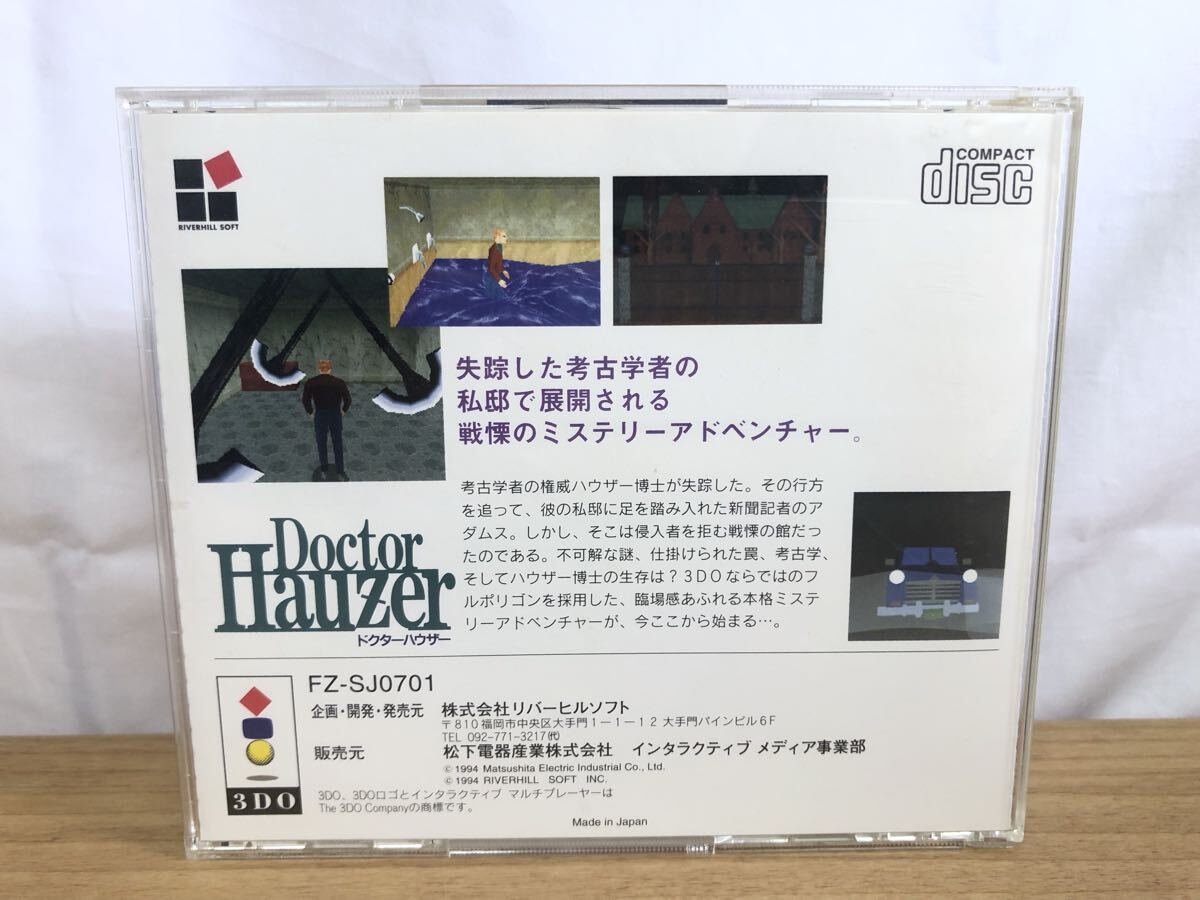 RIVERHILL SOFT
COMPACT
disc
失踪した考古学者の
私邸で展開される
戦慄のミステリーアドベンチャー。
考古学者の権威ハウザー博士が失踪した。その行方
を追って、彼の私邸に足を踏み入れた新聞記者のア
ダムス。しかし、そこは侵入者を拒む戦慄の館だっ
たのである。不可解な謎、仕掛けられた罠、考古学、
そしてハウザー博士の生存は?3DOならではのフ
ルポリゴンを採用した、臨場感あふれる本格ミステ
リーアドベンチャーが、今ここから始まる…。
Doctor
Hauzer
ドクターハウザー
FZ-SJ0701
企画・開発・発売元 株式会社リバーヒルソフト
〒810福岡市中央区大手門1-1-12 大手門パインビル6F
TEL 092-771-3217(代)
販売元 松下電器産業株式会社 インタラクティブ メディア事業部
© 1994 Matsushita Electric Industrial Co., Ltd.
© 1994 RIVERHILL SOFT INC.
3DO、3DOロゴとインタラクティブ マルチプレーヤーは
The 3DO Companyの商標です。
3DO
Made in Japan